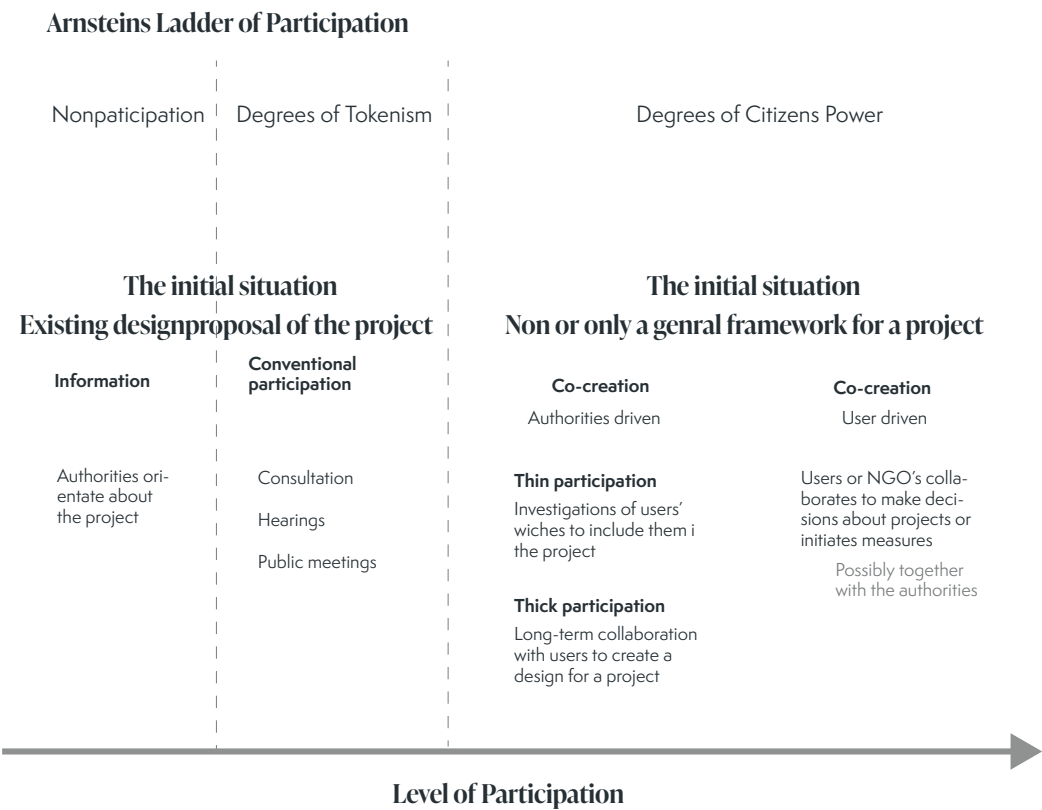 Arnsteins Ladder of Participation
Nonpaticipation
Degrees of Tokenism
Degrees of Citizens Power
The initial situation
Existing designproposal of the project
The initial situation
Non or only a genral framework for a project
Information
Authorities ori-
entate about
the project
Conventional
participation
Consultation
Hearings
Public meetings
Co-creation
Authorities driven
Thin participation
Investigations of users’
wiches to include them i
the project
Thick participation
Long-term collaboration
with users to create a
design for a project
Co-creation
User driven
Users or NGO’s colla-
borates to make deci-
sions about projects or
initiates measures
Possibly together
with the authorities
Level of Participation